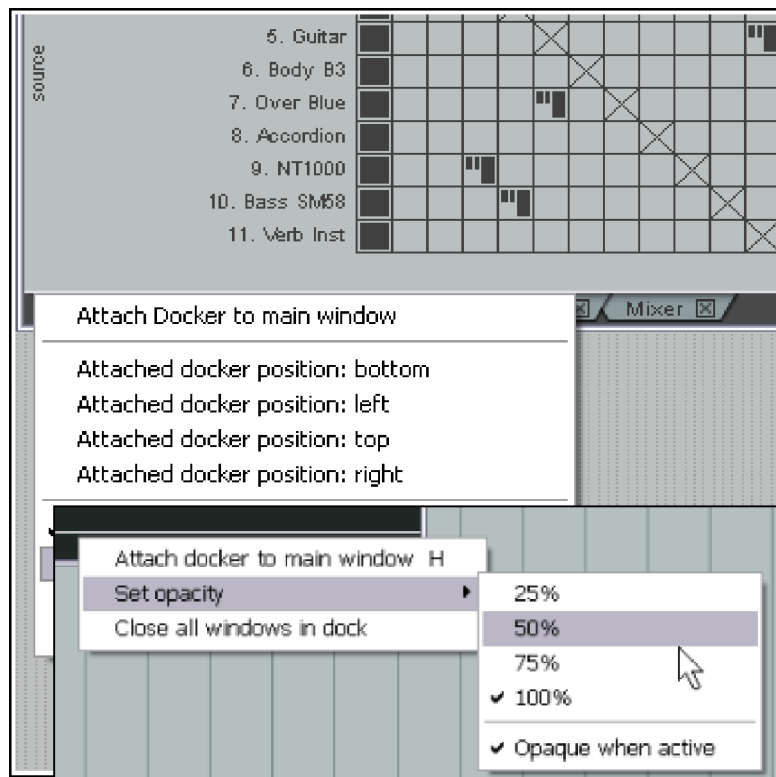 source
5. Guitar
6. Body B3
7. Over Blue
8. Accordion
9. NT1000
10. Bass SM58
11. Verb Inst
Mixer
Attach Docker to main window
Attached docker position: bottom
Attached docker position: left
Attached docker position: top
Attached docker position: right
Attach docker to main window H
Set opacity
Close all windows in dock
25%
50%
75%
100%
Opaque when active